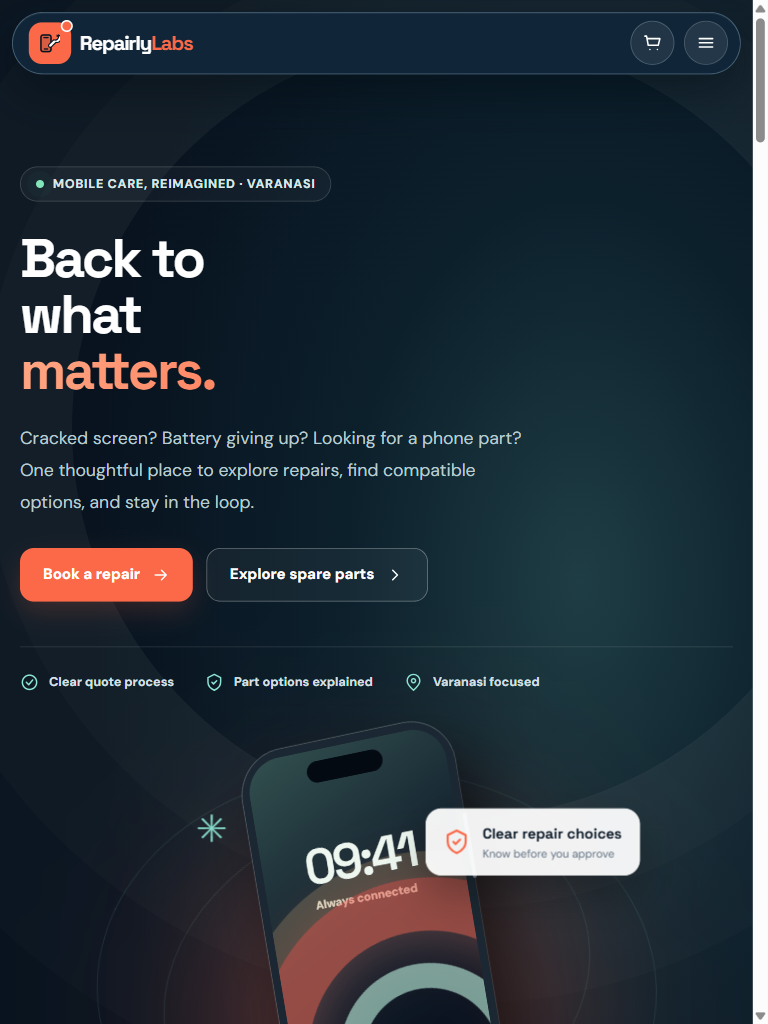 RepairlyLabs
MOBILE CARE, REIMAGINED · VARANASI
Back to
what
matters.
Cracked screen? Battery giving up? Looking for a phone part?
One thoughtful place to explore repairs, find compatible
options, and stay in the loop.
Book a repair
Explore spare parts
Clear quote process
Part options explained
Varanasi focused
09:41
Always connected
Clear repair choices
Know before you approve